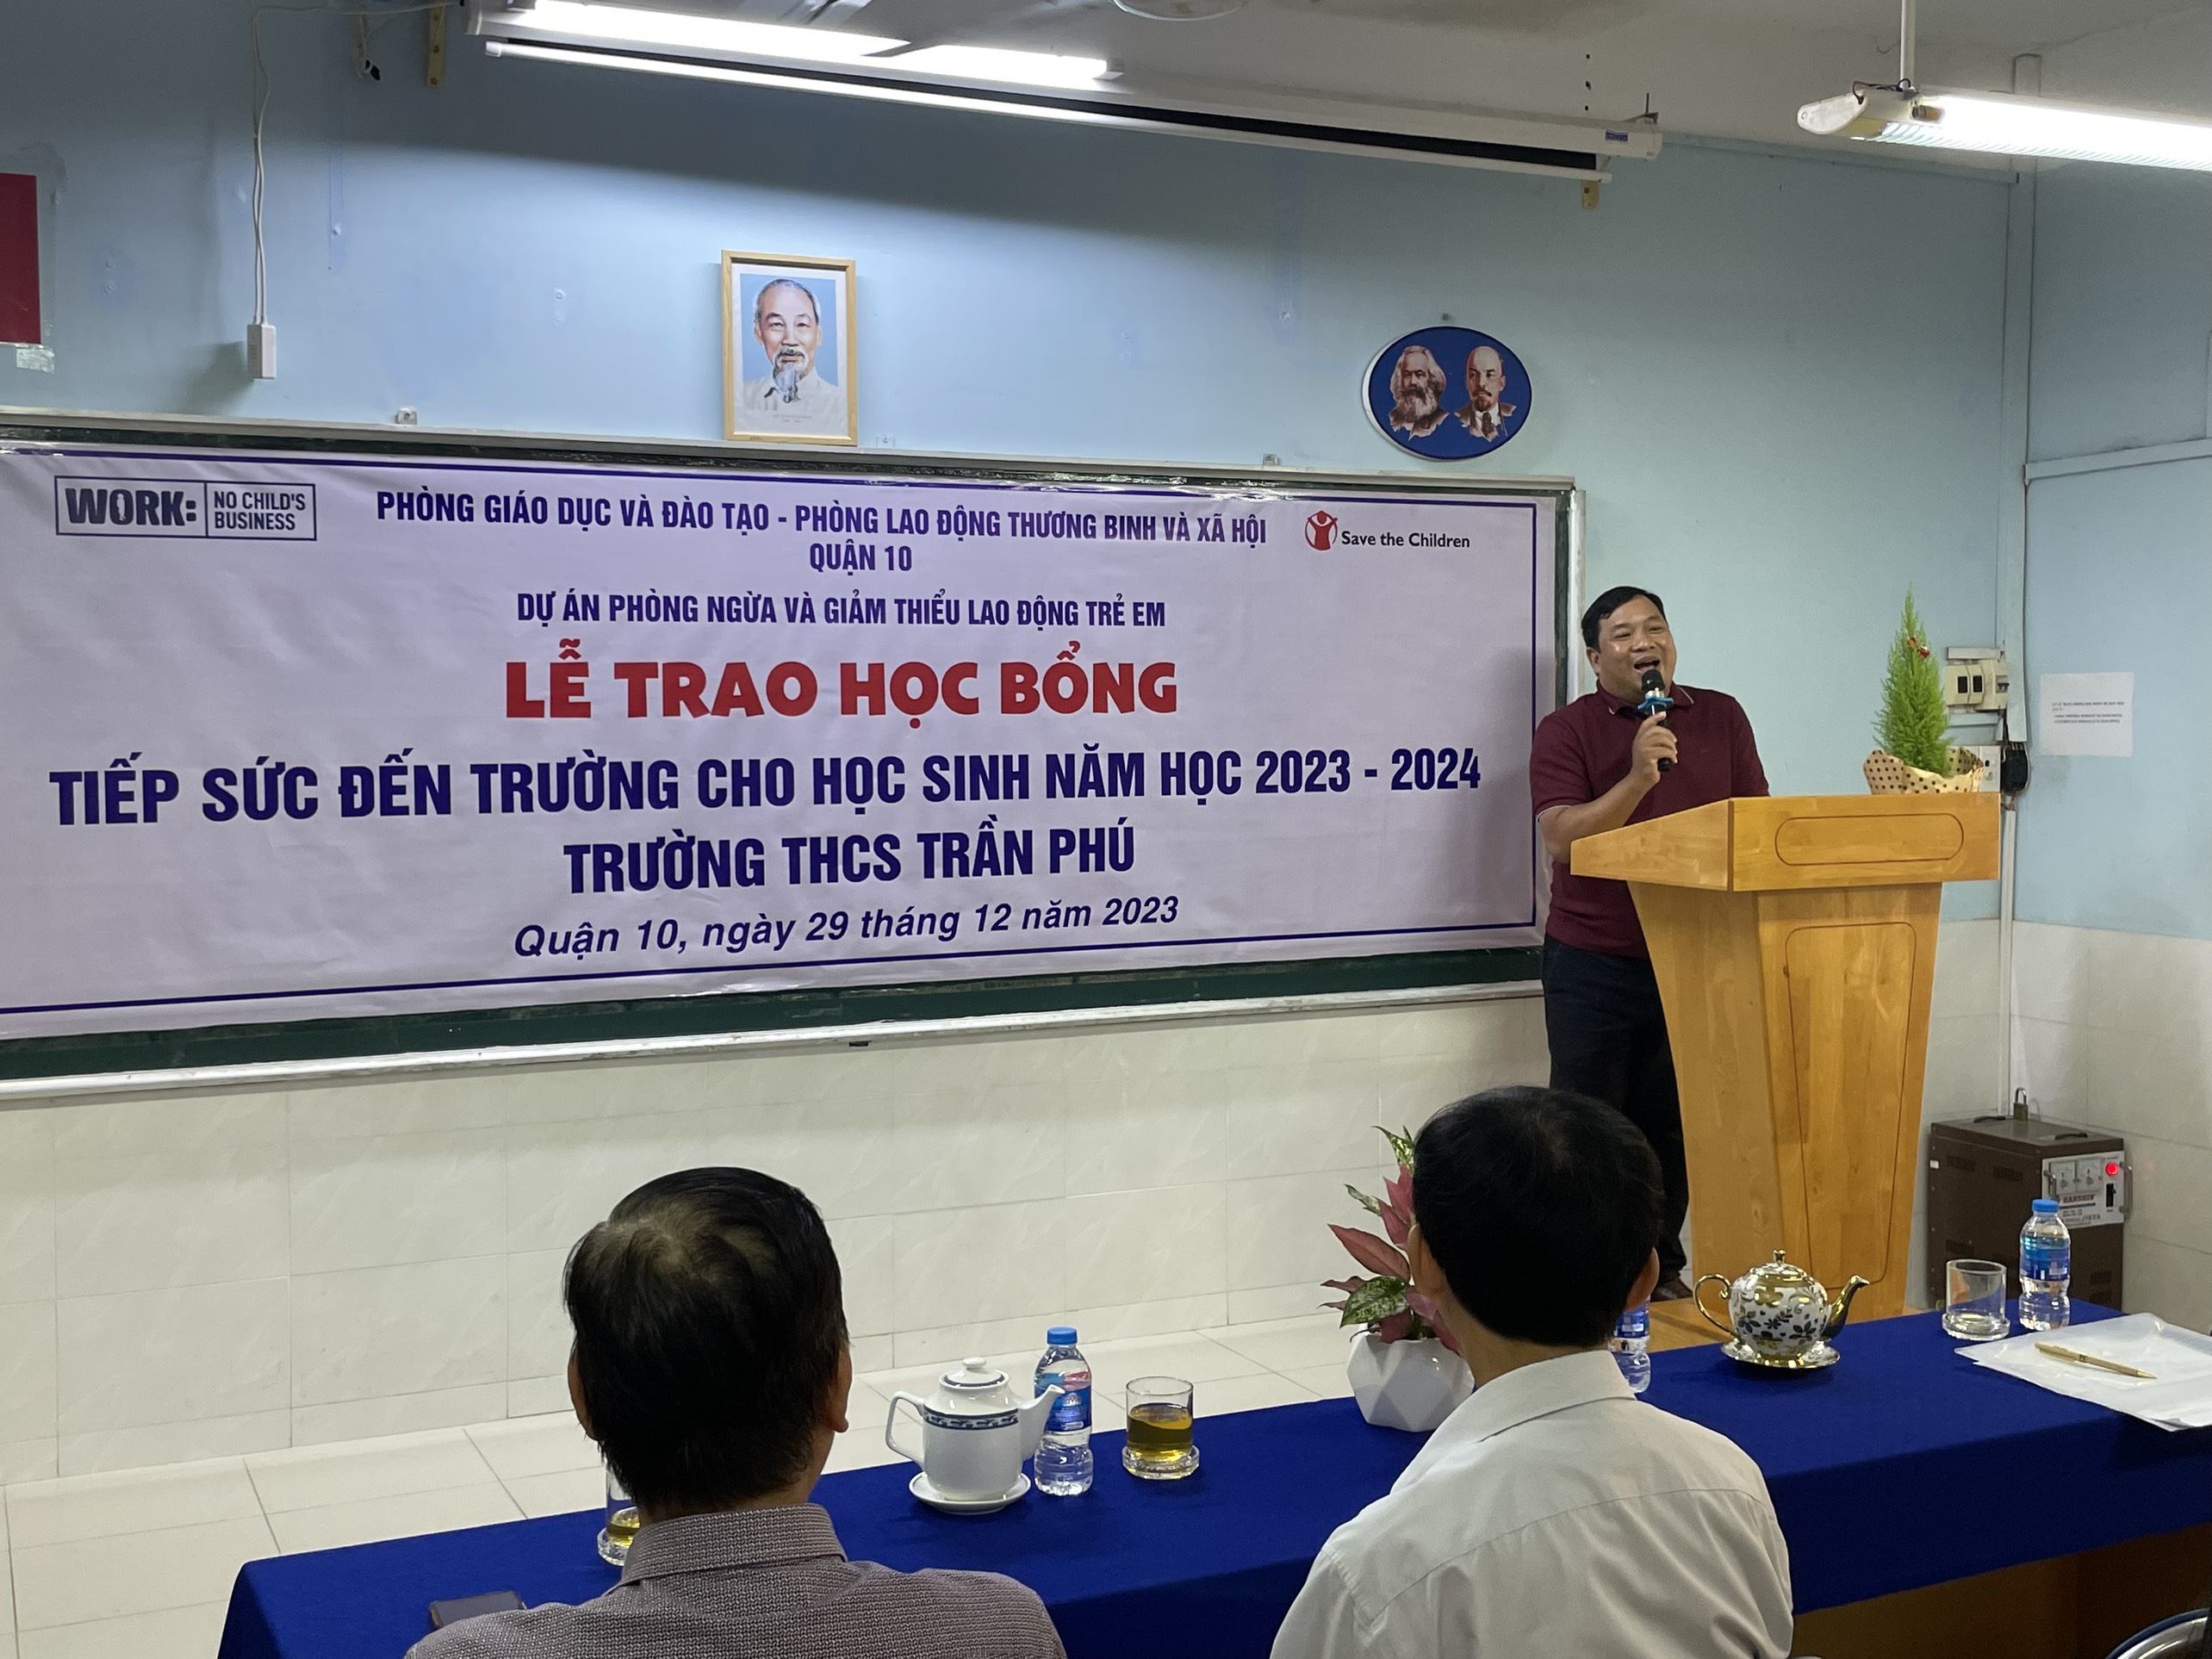 WORK: NO CHILD'S BUSINESS
PHÒNG GIÁO DỤC VÀ ĐÀO TẠO - PHÒNG LAO ĐỘNG THƯƠNG BINH VÀ XÃ HỘI
QUẬN 10
Save the Children
DỰ ÁN PHÒNG NGỪA VÀ GIẢM THIỂU LAO ĐỘNG TRẺ EM
LỄ TRAO HỌC BỔNG
TIẾP SỨC ĐẾN TRƯỜNG CHO HỌC SINH NĂM HỌC 2023 - 2024
TRƯỜNG THCS TRẦN PHÚ
Quận 10, ngày 29 tháng 12 năm 2023
HANSHIN